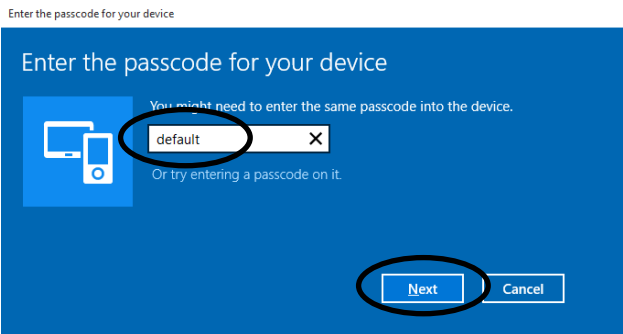 Enter the passcode for your device
Enter the passcode for your device
You might need to enter the same passcode into the device.
default
Or try entering a passcode on it.
Next
Cancel